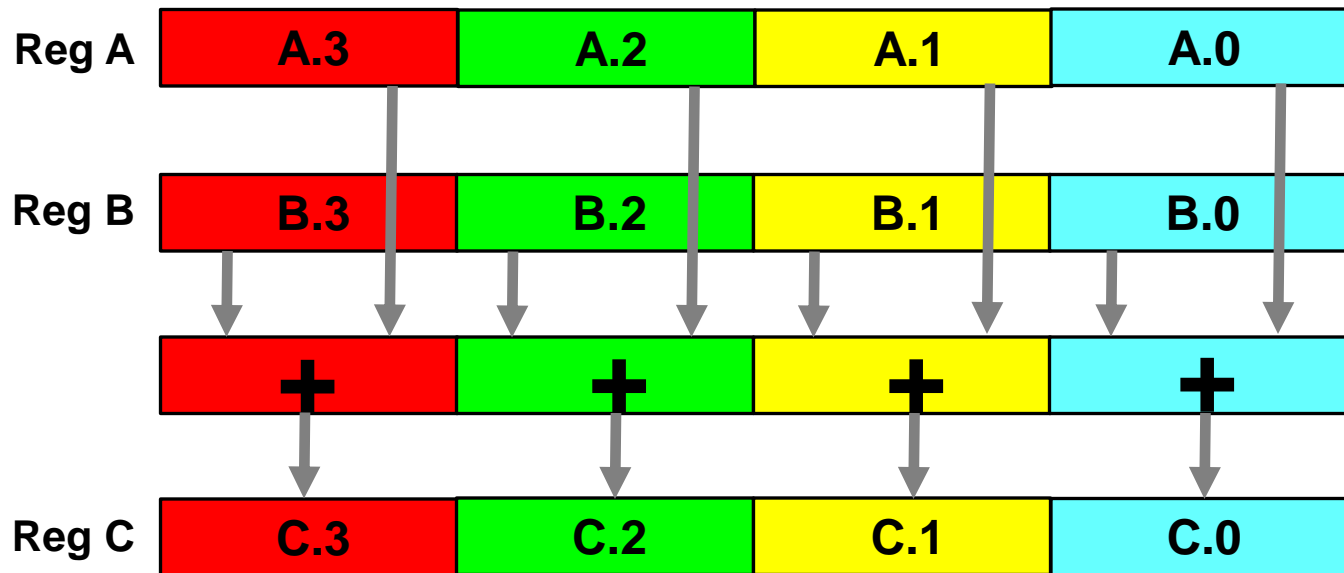 Reg A A.3 A.2 A.1 A.0
Reg B B.3 B.2 B.1 B.0
+ + + +
Reg C C.3 C.2 C.1 C.0